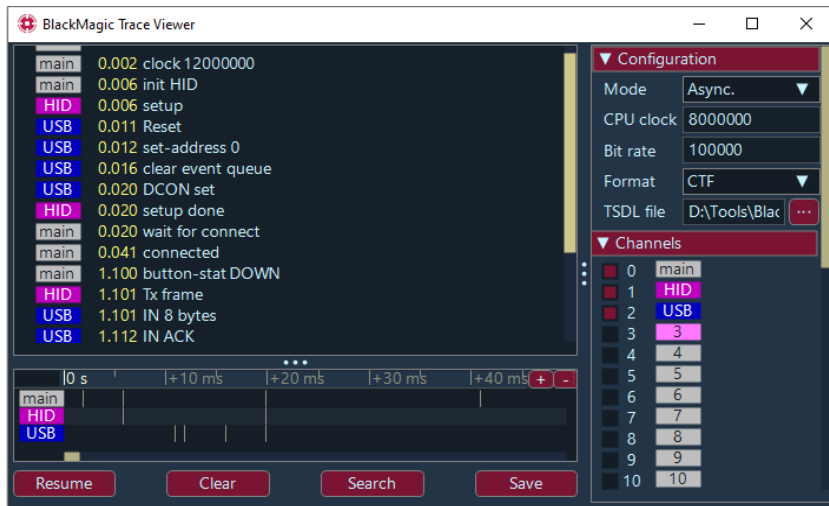 BlackMagic Trace Viewer
main 0.002 clock 12000000
main 0.006 init HID
HID 0.006 setup
USB 0.011 Reset
USB 0.012 set-address 0
USB 0.016 clear event queue
USB 0.020 DCON set
HID 0.020 setup done
main 0.020 wait for connect
main 0.041 connected
main 1.100 button-stat DOWN
HID 1.101 Tx frame
USB 1.101 IN 8 bytes
USB 1.112 IN ACK
0 s +10 ms +20 ms +30 ms +40 ms + -
main
HID
USB
Resume Clear Search Save
▼ Configuration
Mode Async. ▼
CPU clock 8000000
Bit rate 100000
Format CTF ▼
TSDL file D:\Tools\Blac ...
▼ Channels
0 main
1 HID
2 USB
3 3
4 4
5 5
6 6
7 7
8 8
9 9
10 10